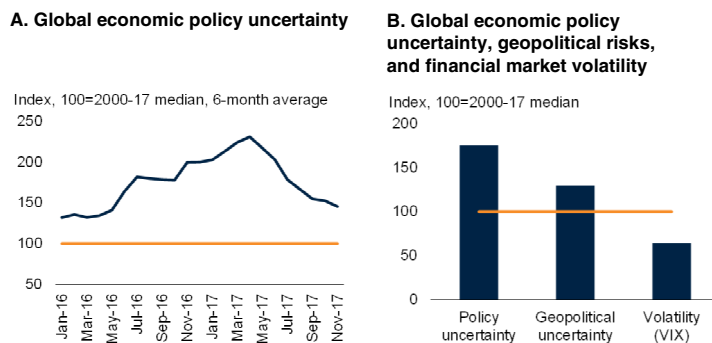 A. Global economic policy uncertainty
Index, 100=2000-17 median, 6-month average
250
200
150
100
50
Jan-16
Mar-16
May-16
Jul-16
Sep-16
Nov-16
Jan-17
Mar-17
May-17
Jul-17
Sep-17
Nov-17
B. Global economic policy
uncertainty, geopolitical risks,
and financial market volatility
Index, 100=2000-17 median
200
150
100
50
0
Policy
uncertainty
Geopolitical
uncertainty
Volatility
(VIX)